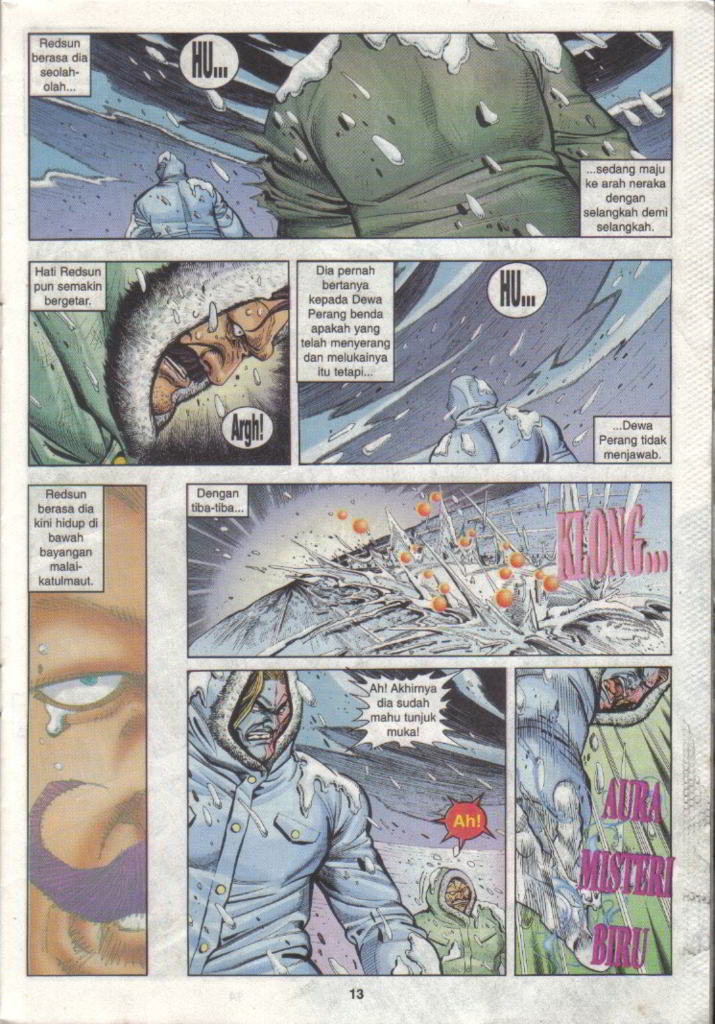 Redsun
berasa dia
seolah-
olah...
HU...
...sedang maju
ke arah neraka
dengan
selangkah demi
selangkah.
Hati Redsun
pun semakin
bergetar.
Argh!
Dia pernah
bertanya
kepada Dewa
Perang benda
apakah yang
telah menyerang
dan melukainya
itu tetapi...
HU...
...Dewa
Perang tidak
menjawab.
Redsun
berasa dia
kini hidup di
bawah
bayangan
malai-
katulmaut.
Dengan
tiba-tiba...
KLONG...
Ah! Akhirnya
dia sudah
mahu tunjuk
muka!
Ah!
AURA
MISTERI
BIRU
13